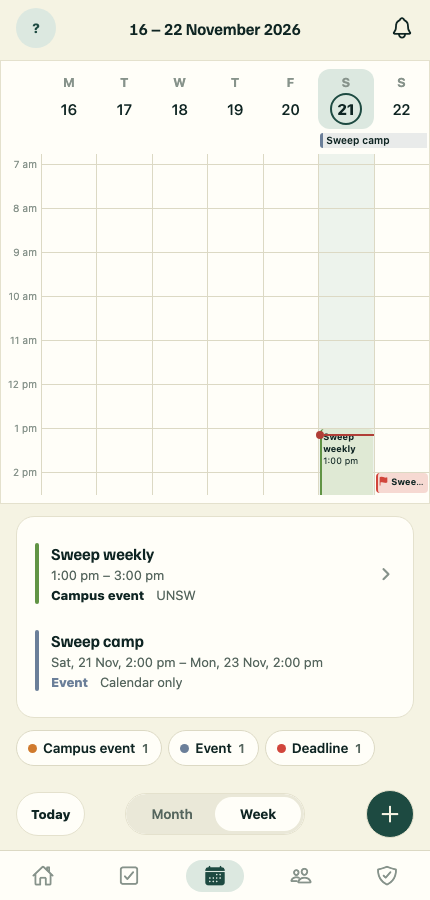 ?
16 – 22 November 2026
M T W T F S S
16 17 18 19 20 21 22
Sweep camp
7 am
8 am
9 am
10 am
11 am
12 pm
1 pm
Sweep
weekly
1:00 pm
2 pm
Swee...
Sweep weekly
1:00 pm – 3:00 pm
Campus event UNSW
Sweep camp
Sat, 21 Nov, 2:00 pm – Mon, 23 Nov, 2:00 pm
Event Calendar only
Campus event 1
Event 1
Deadline 1
Today
Month
Week